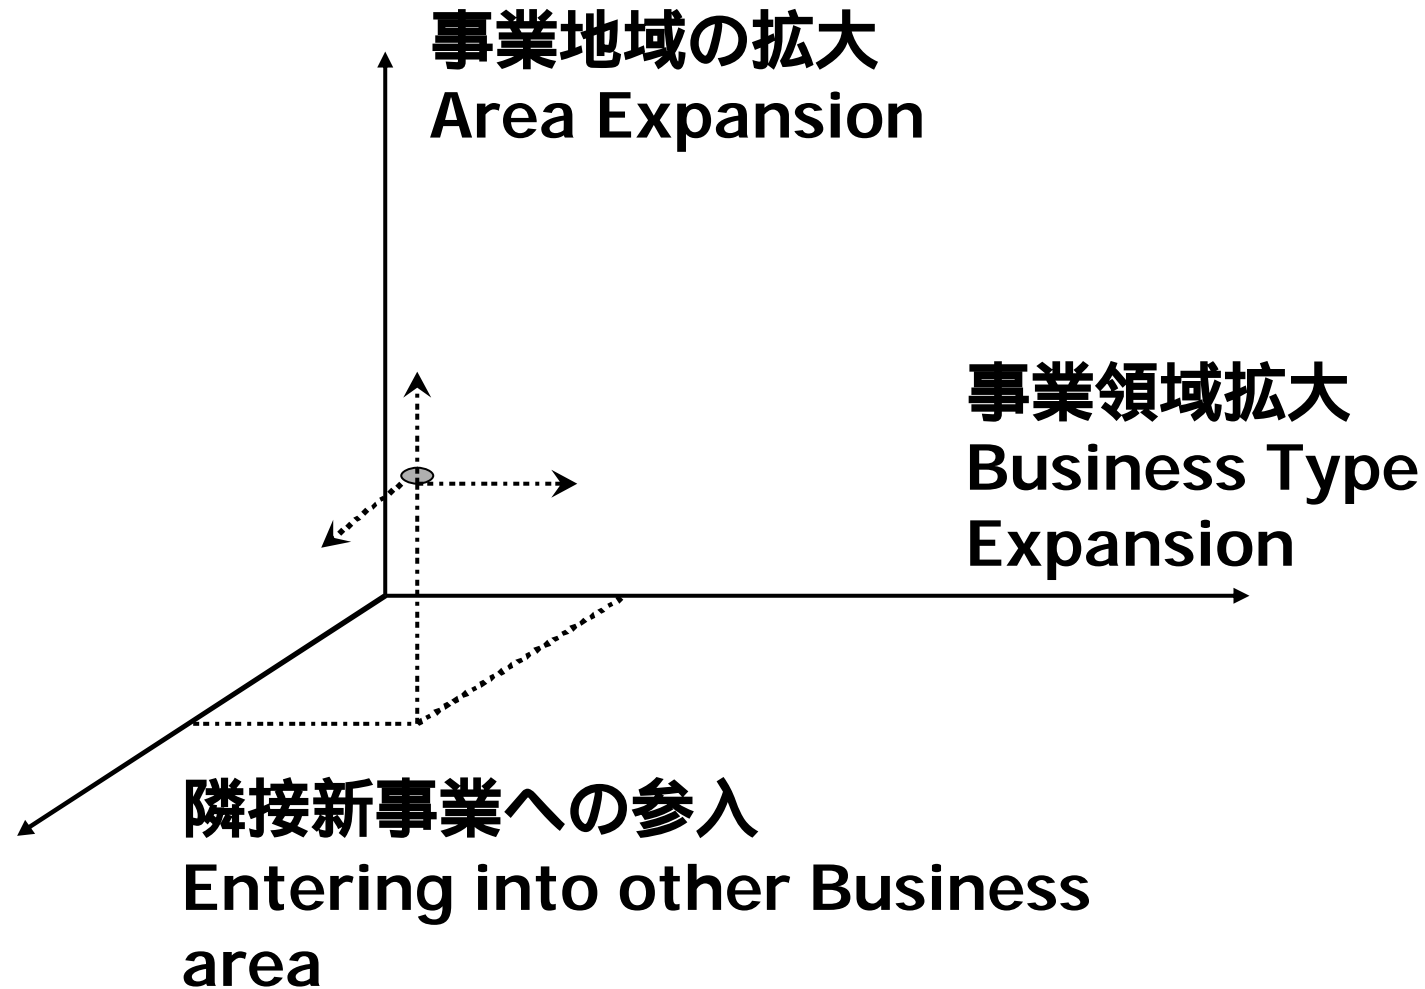 事業地域の拡大
Area Expansion
事業領域拡大
Business Type
Expansion
隣接新事業への参入
Entering into other Business
area